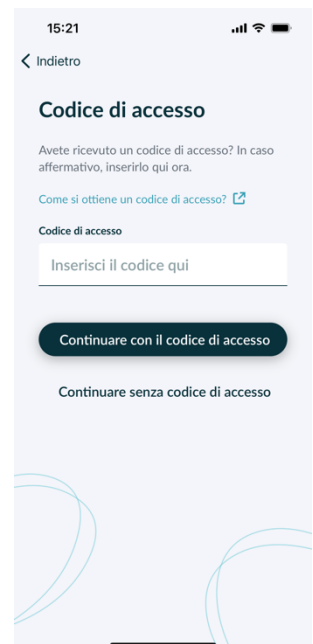 15:21
Indietro
Codice di accesso
Avete ricevuto un codice di accesso? In caso
affermativo, inserirlo qui ora.
Come si ottiene un codice di accesso?
Codice di accesso
Inserisci il codice qui
Continuare con il codice di accesso
Continuare senza codice di accesso